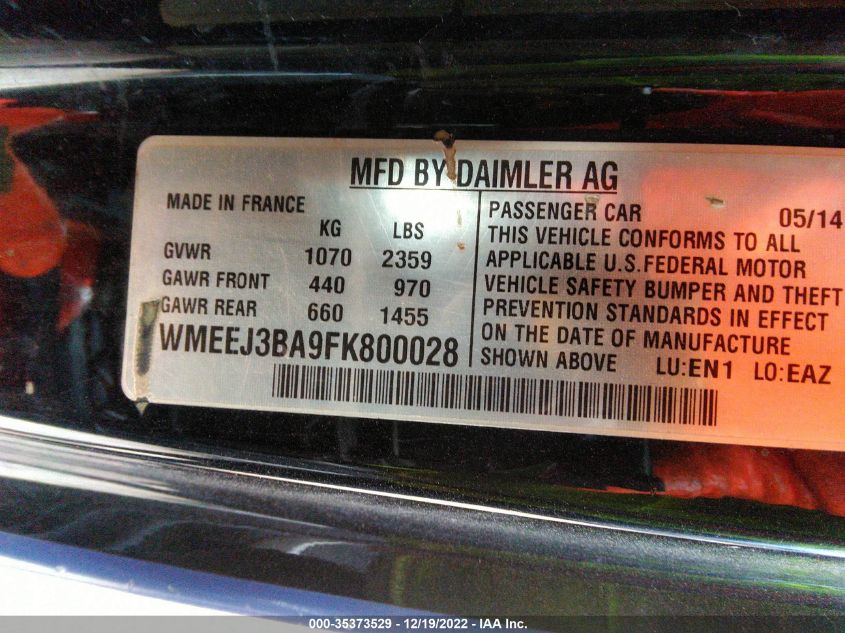 MFD BY DAIMLER AG
MADE IN FRANCE
KG LBS
GVWR 1070 2359
GAWR FRONT 440 970
GAWR REAR 660 1455
WMEEJ3BA9FK800028
PASSENGER CAR 05/14
THIS VEHICLE CONFORMS TO ALL
APPLICABLE U.S.FEDERAL MOTOR
VEHICLE SAFETY BUMPER AND THEFT
PREVENTION STANDARDS IN EFFECT
ON THE DATE OF MANUFACTURE
SHOWN ABOVE LU:EN1 LO:EAZ
000-35373529 - 12/19/2022 - IAA Inc.